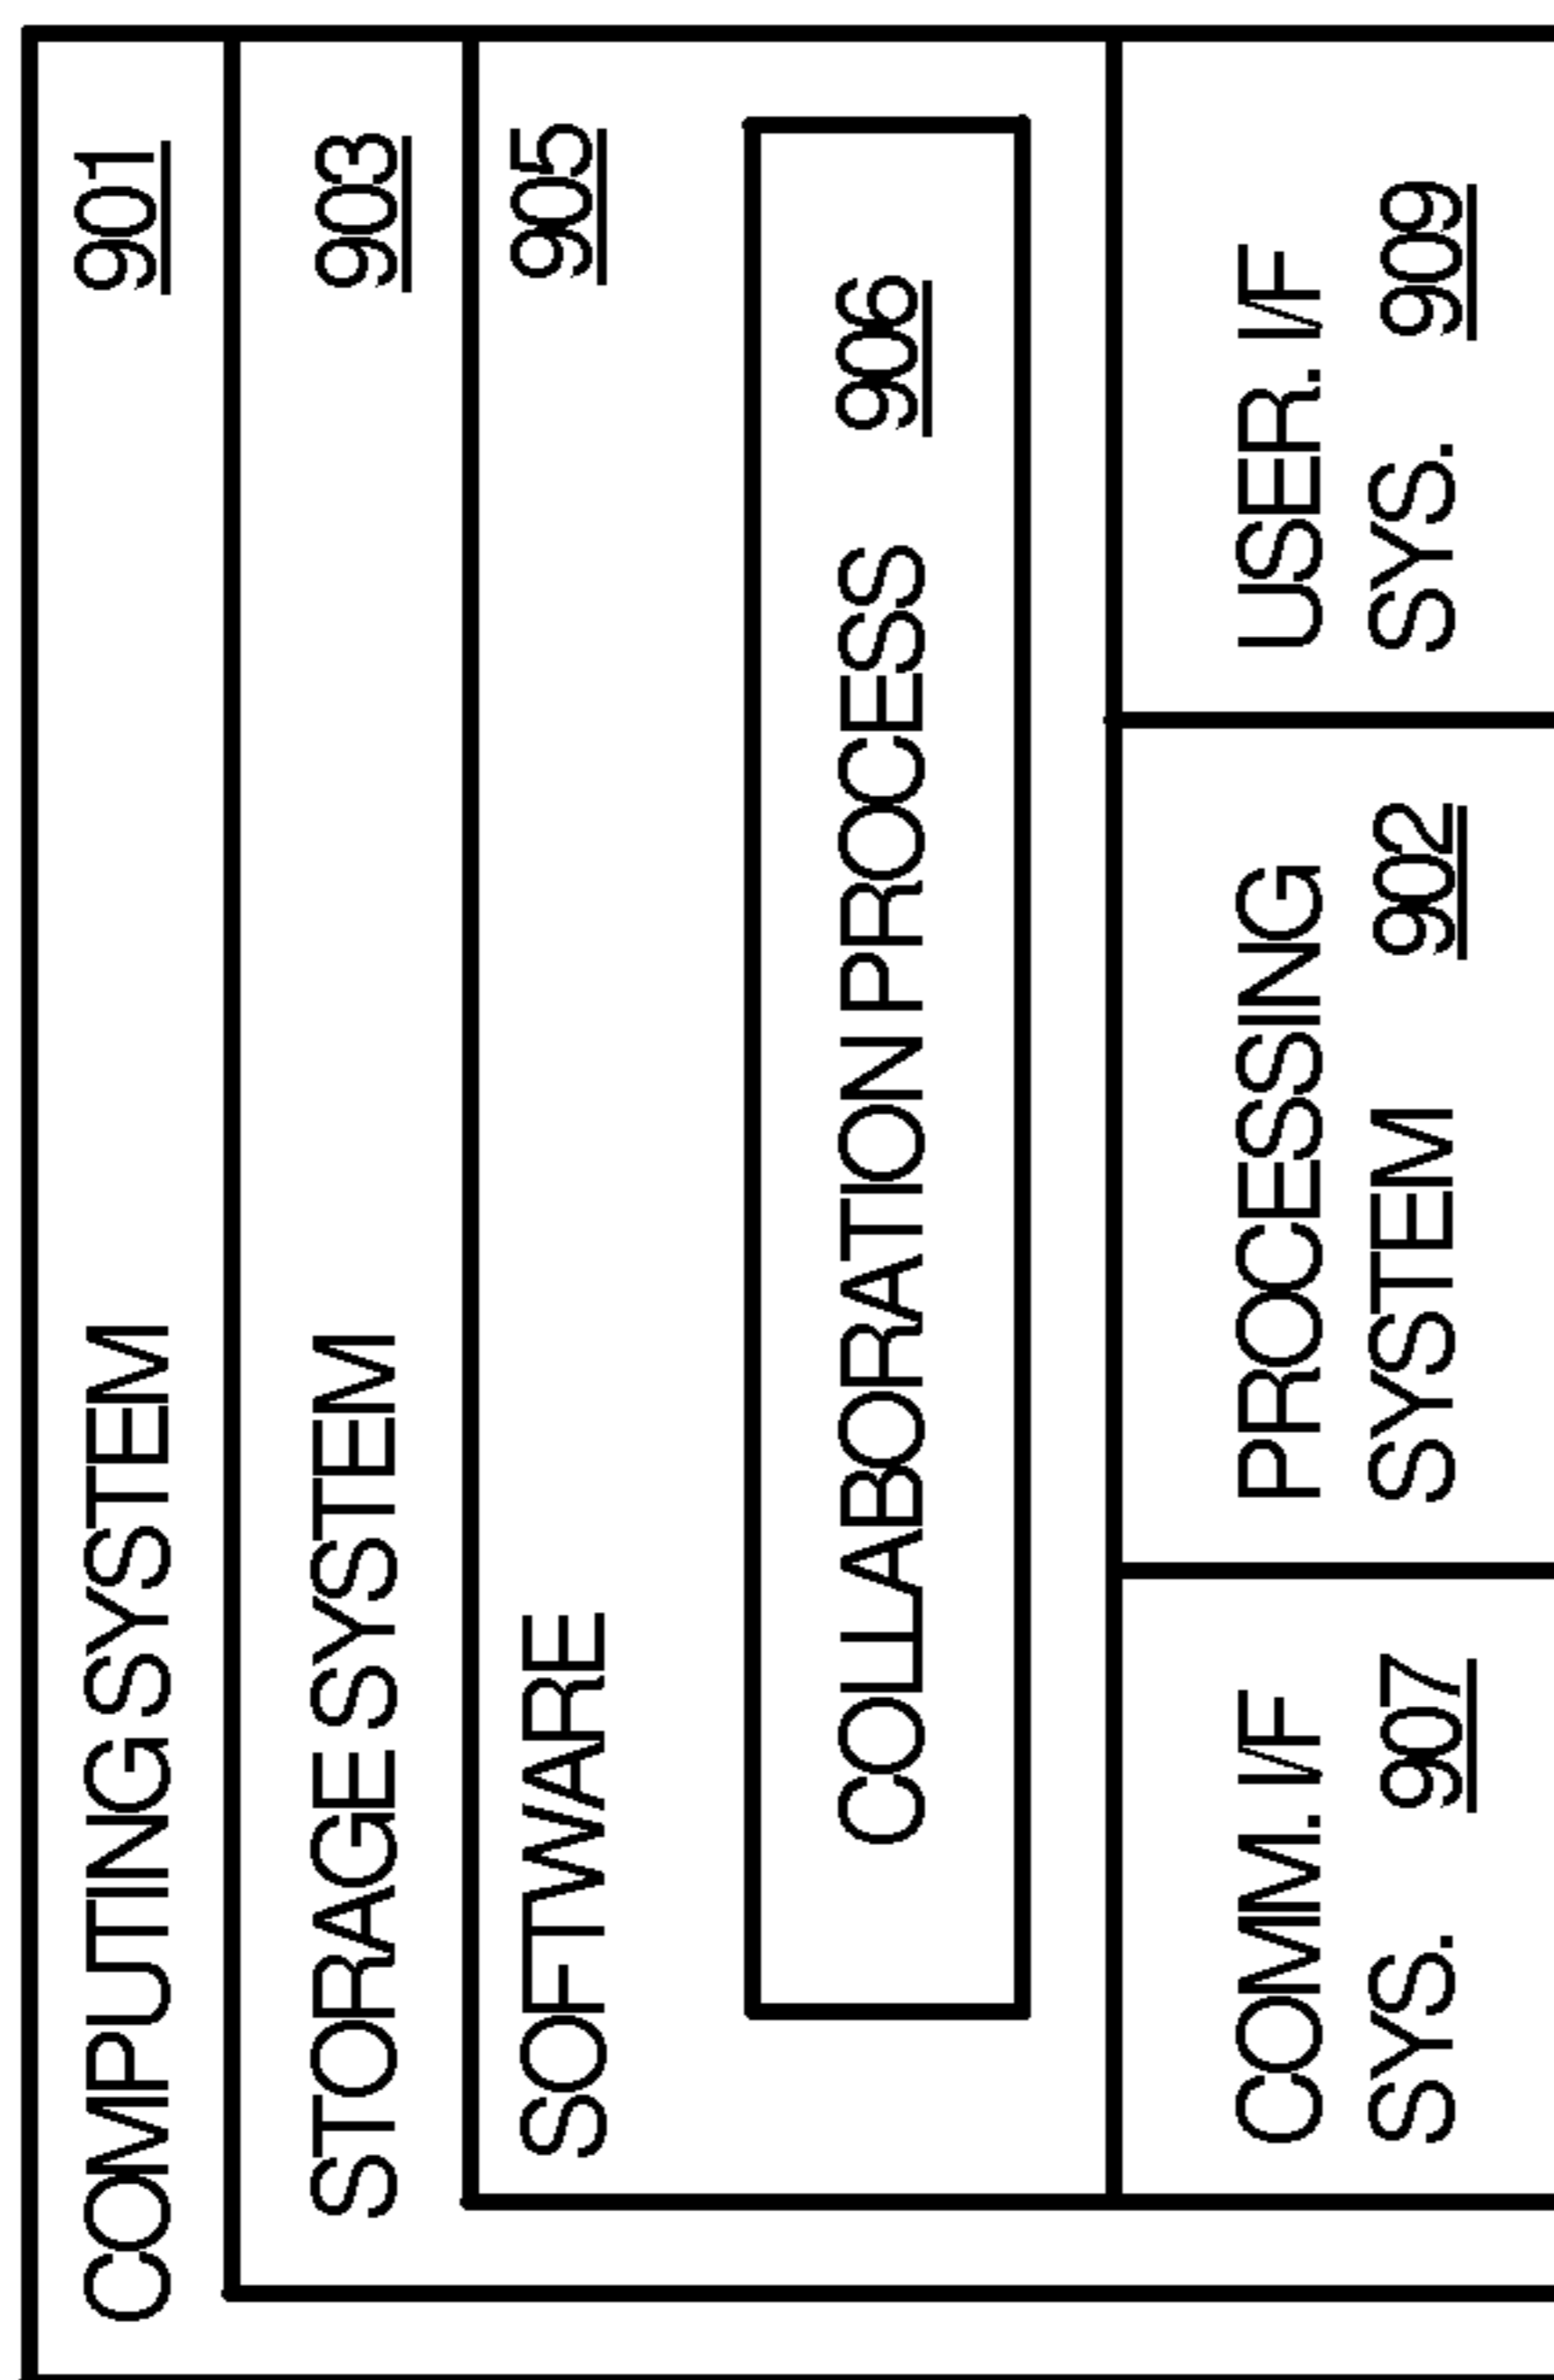 COMPUTING SYSTEM 901
STORAGE SYSTEM 903
SOFTWARE 905
COLLABORATION PROCESS 906
COMM. I/F
SYS. 907
PROCESSING
SYSTEM 902
USER. I/F
SYS. 909